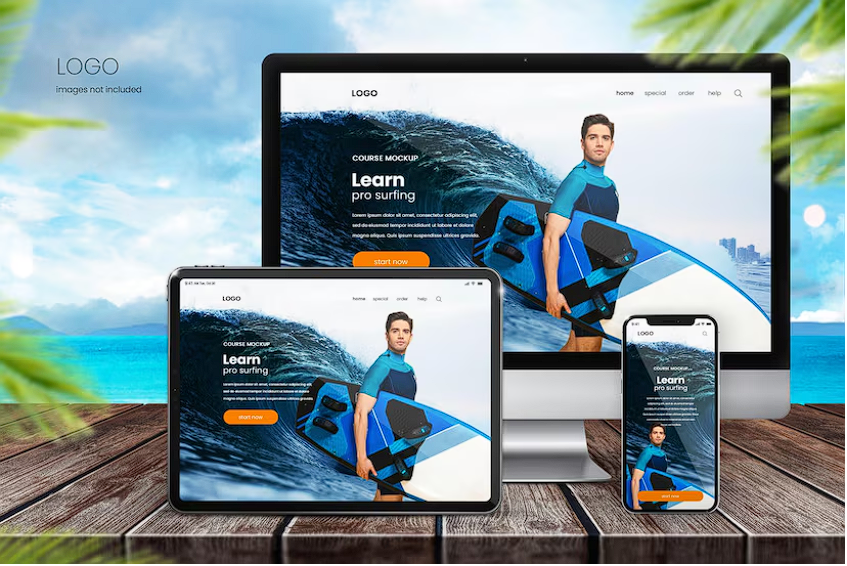 LOGO
images not included
LOGO
home special order help
COURSE MOCKUP
Learn
pro surfing
Lorem ipsum dolor sit amet, consectetur adipiscing elit,
sed do eiusmod tempor incididunt ut labore et dolore
magna aliqua. Quis ipsum suspendisse ultrices gravida.
start now
LOGO
home special order help
COURSE MOCKUP
Learn
pro surfing
Lorem ipsum dolor sit amet, consectetur adipiscing elit,
sed do eiusmod tempor incididunt ut labore et dolore
magna aliqua. Quis ipsum suspendisse ultrices gravida.
start now
LOGO
COURSE MOCKUP
Learn
pro surfing
start now